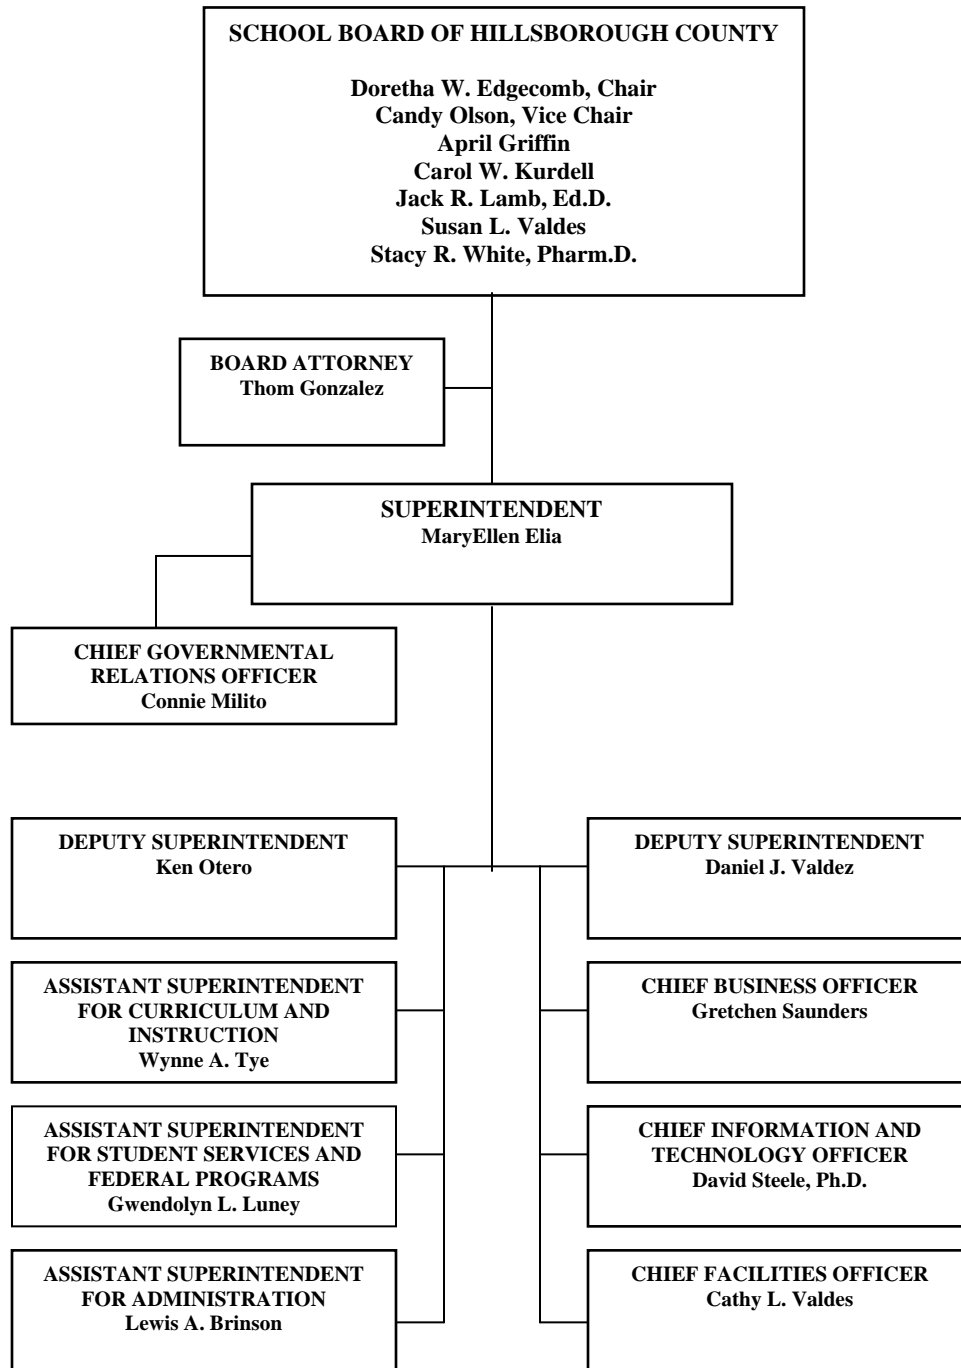 SCHOOL BOARD OF HILLSBOROUGH COUNTY
Doretha W. Edgecomb, Chair
Candy Olson, Vice Chair
April Griffin
Carol W. Kurdell
Jack R. Lamb, Ed.D.
Susan L. Valdes
Stacy R. White, Pharm.D.
BOARD ATTORNEY
Thom Gonzalez
SUPERINTENDENT
MaryEllen Elia
CHIEF GOVERNMENTAL
RELATIONS OFFICER
Connie Milito
DEPUTY SUPERINTENDENT
Ken Otero
DEPUTY SUPERINTENDENT
Daniel J. Valdez
ASSISTANT SUPERINTENDENT
FOR CURRICULUM AND
INSTRUCTION
Wynne A. Tye
CHIEF BUSINESS OFFICER
Gretchen Saunders
ASSISTANT SUPERINTENDENT
FOR STUDENT SERVICES AND
FEDERAL PROGRAMS
Gwendolyn L. Luney
CHIEF INFORMATION AND
TECHNOLOGY OFFICER
David Steele, Ph.D.
ASSISTANT SUPERINTENDENT
FOR ADMINISTRATION
Lewis A. Brinson
CHIEF FACILITIES OFFICER
Cathy L. Valdes